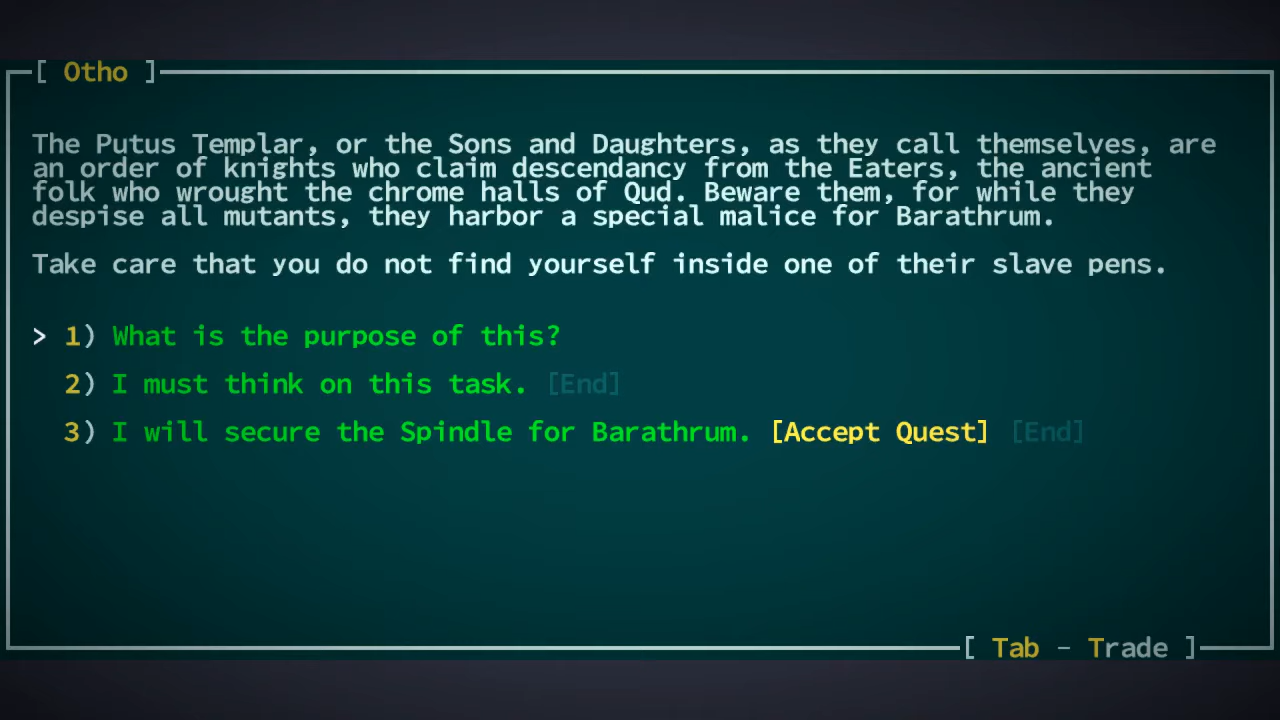 [ Otho ]
The Putus Templar, or the Sons and Daughters, as they call themselves, are
an order of knights who claim descendancy from the Eaters, the ancient
folk who wrought the chrome halls of Qud. Beware them, for while they
despise all mutants, they harbor a special malice for Barathrum.
Take care that you do not find yourself inside one of their slave pens.
> 1) What is the purpose of this?
2) I must think on this task. [End]
3) I will secure the Spindle for Barathrum. [Accept Quest] [End]
[ Tab - Trade ]